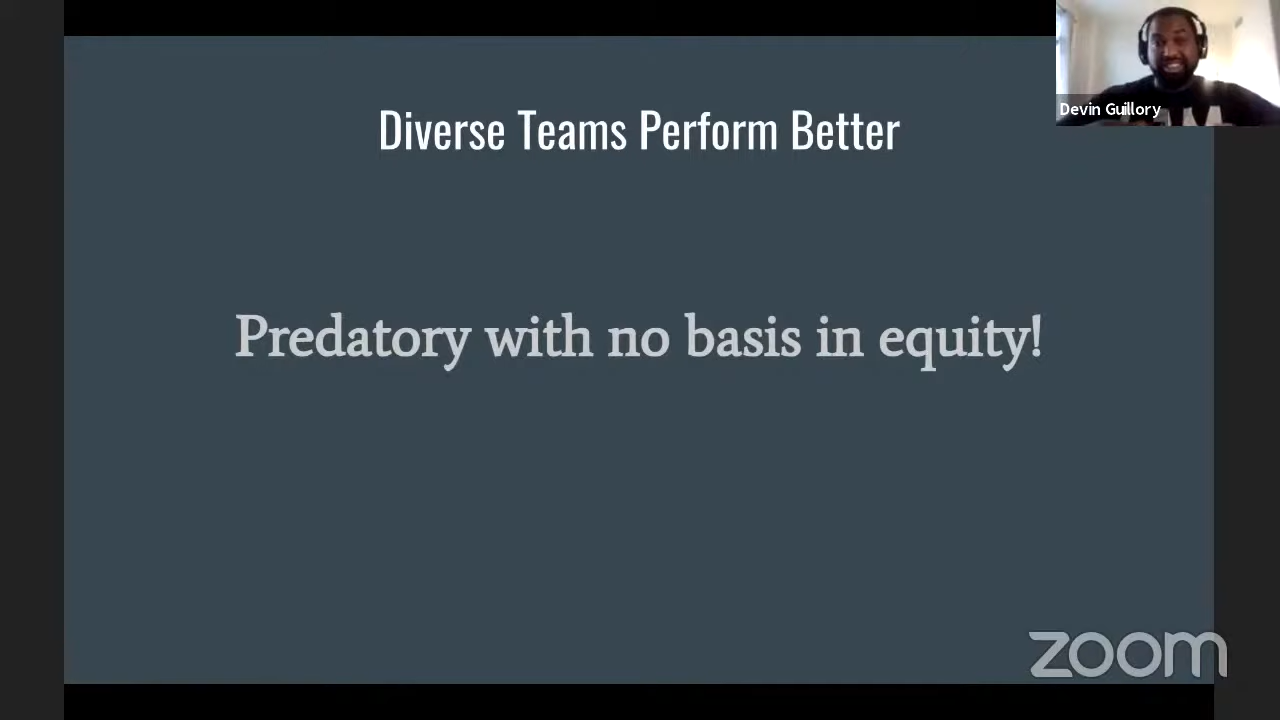 Devin Guillory
Diverse Teams Perform Better
Predatory with no basis in equity!
zoom